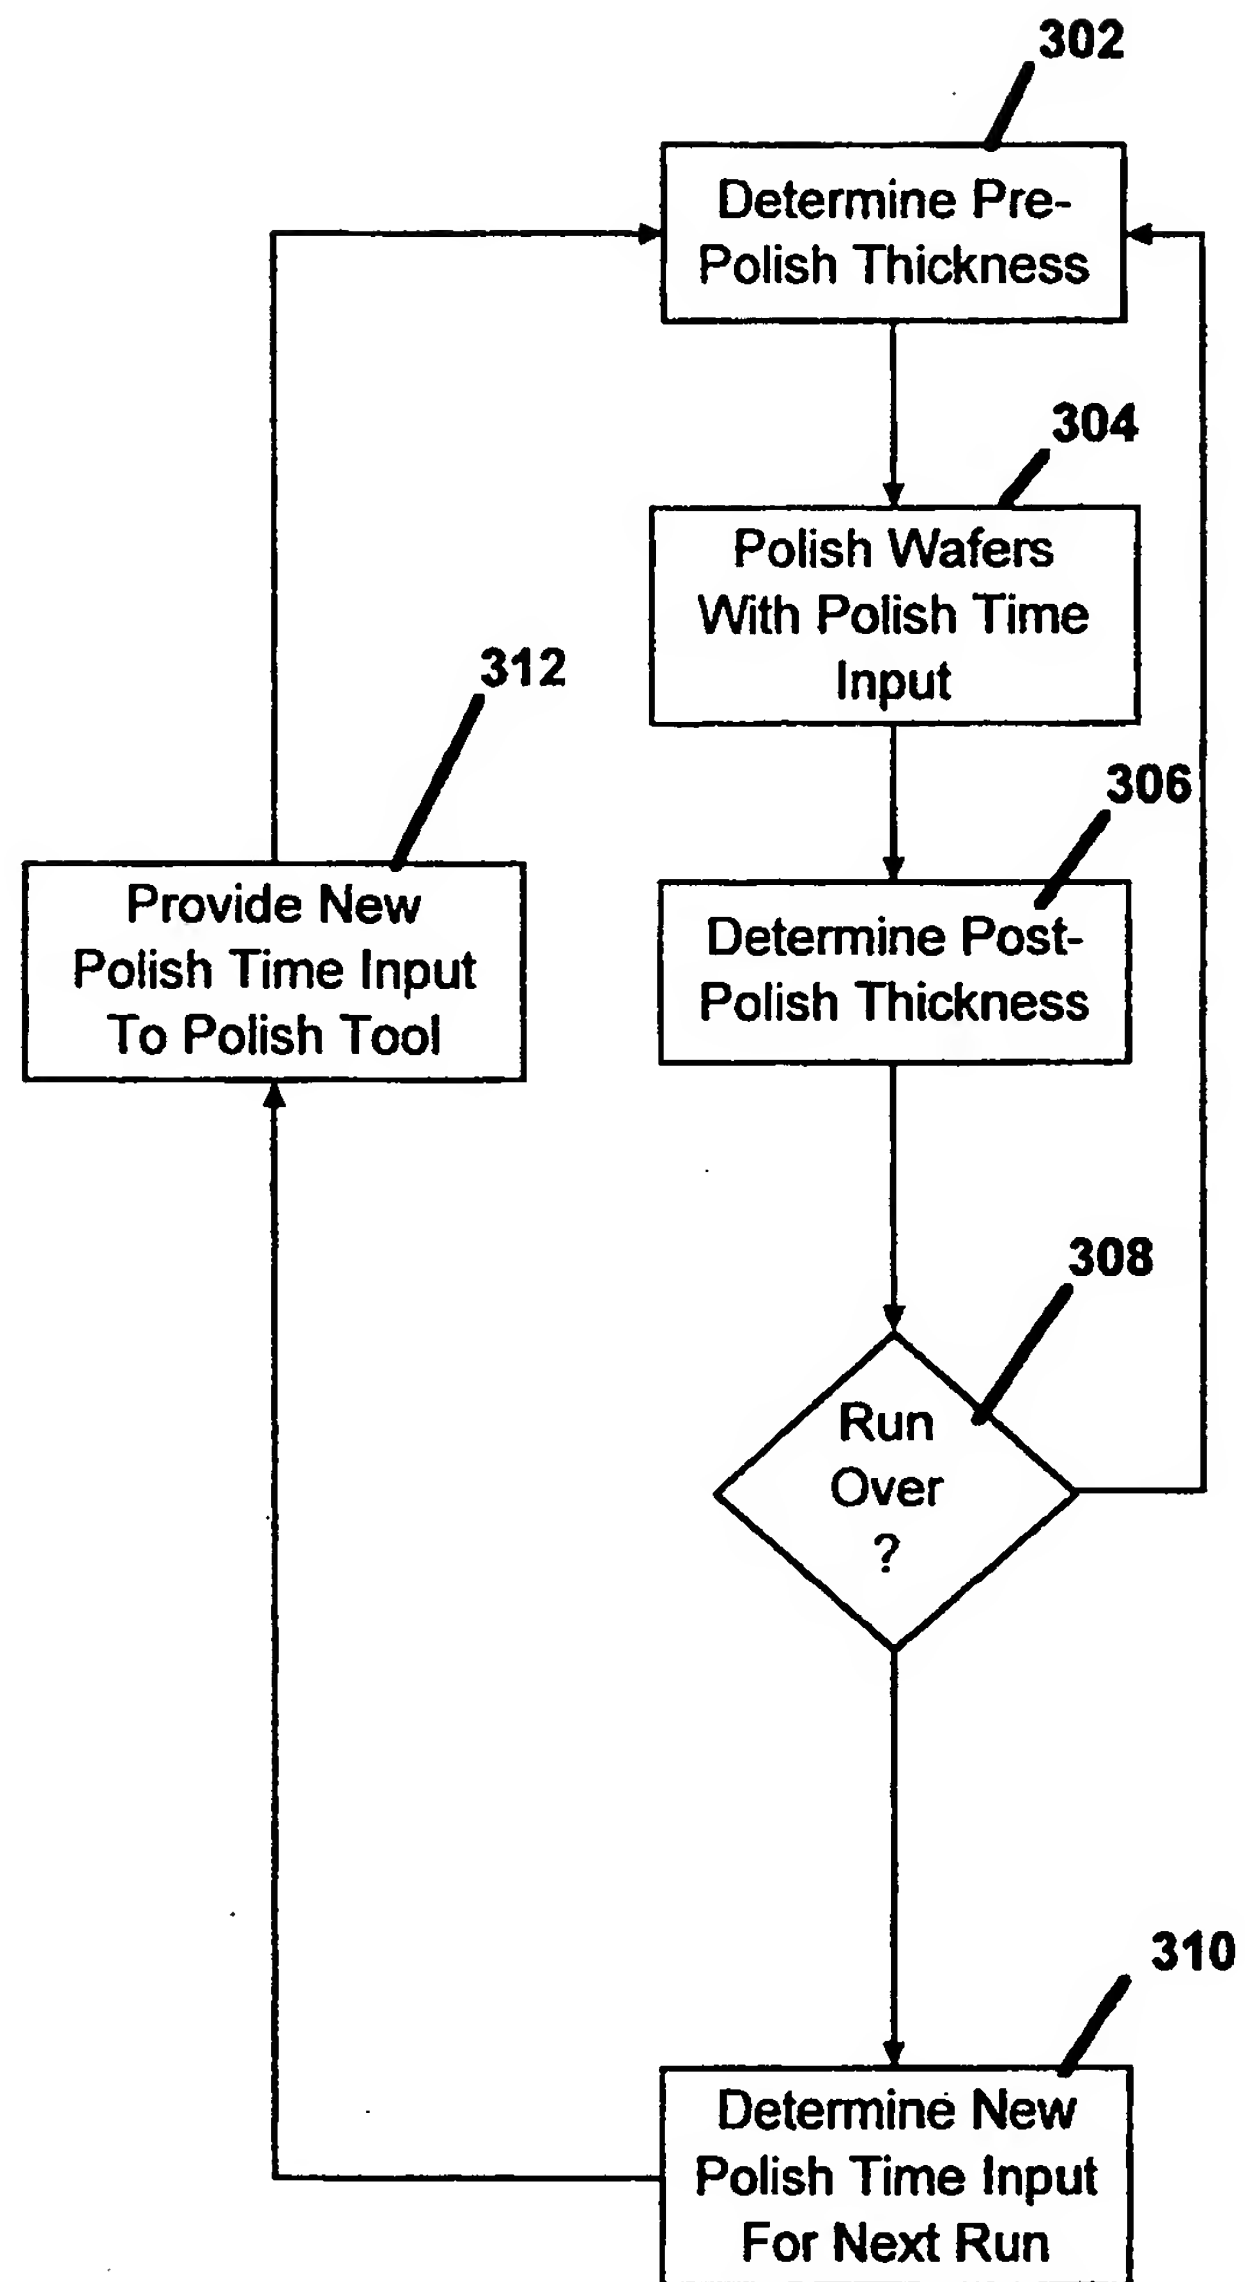 302
Determine Pre-
Polish Thickness
304
Polish Wafers
With Polish Time
Input
312
306
Provide New
Polish Time Input
To Polish Tool
Determine Post-
Polish Thickness
308
Run
Over
?
310
Determine New
Polish Time Input
For Next Run